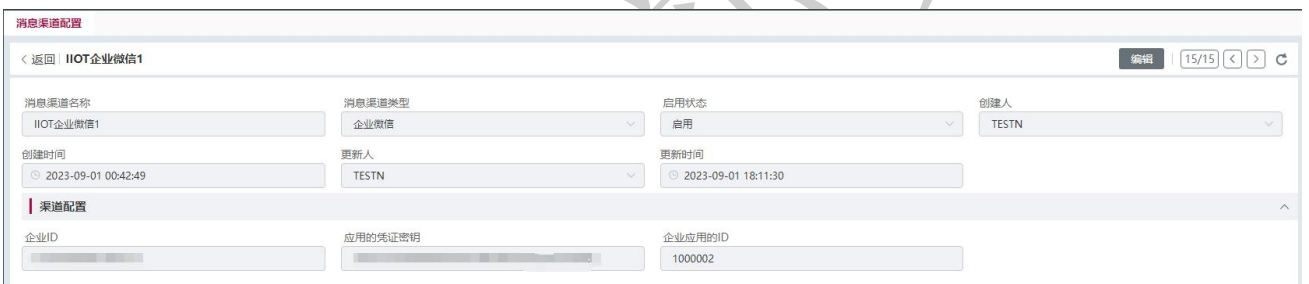 消息渠道配置
< 返回 IIOT企业微信1 编辑 15/15 < >
消息渠道名称 消息渠道类型 启用状态 创建人
IIOT企业微信1 企业微信 启用 TESTN
创建时间 更新人 更新时间
2023-09-01 00:42:49 TESTN 2023-09-01 18:11:30
渠道配置
企业ID 应用的凭证密钥 企业应用的ID
1000002